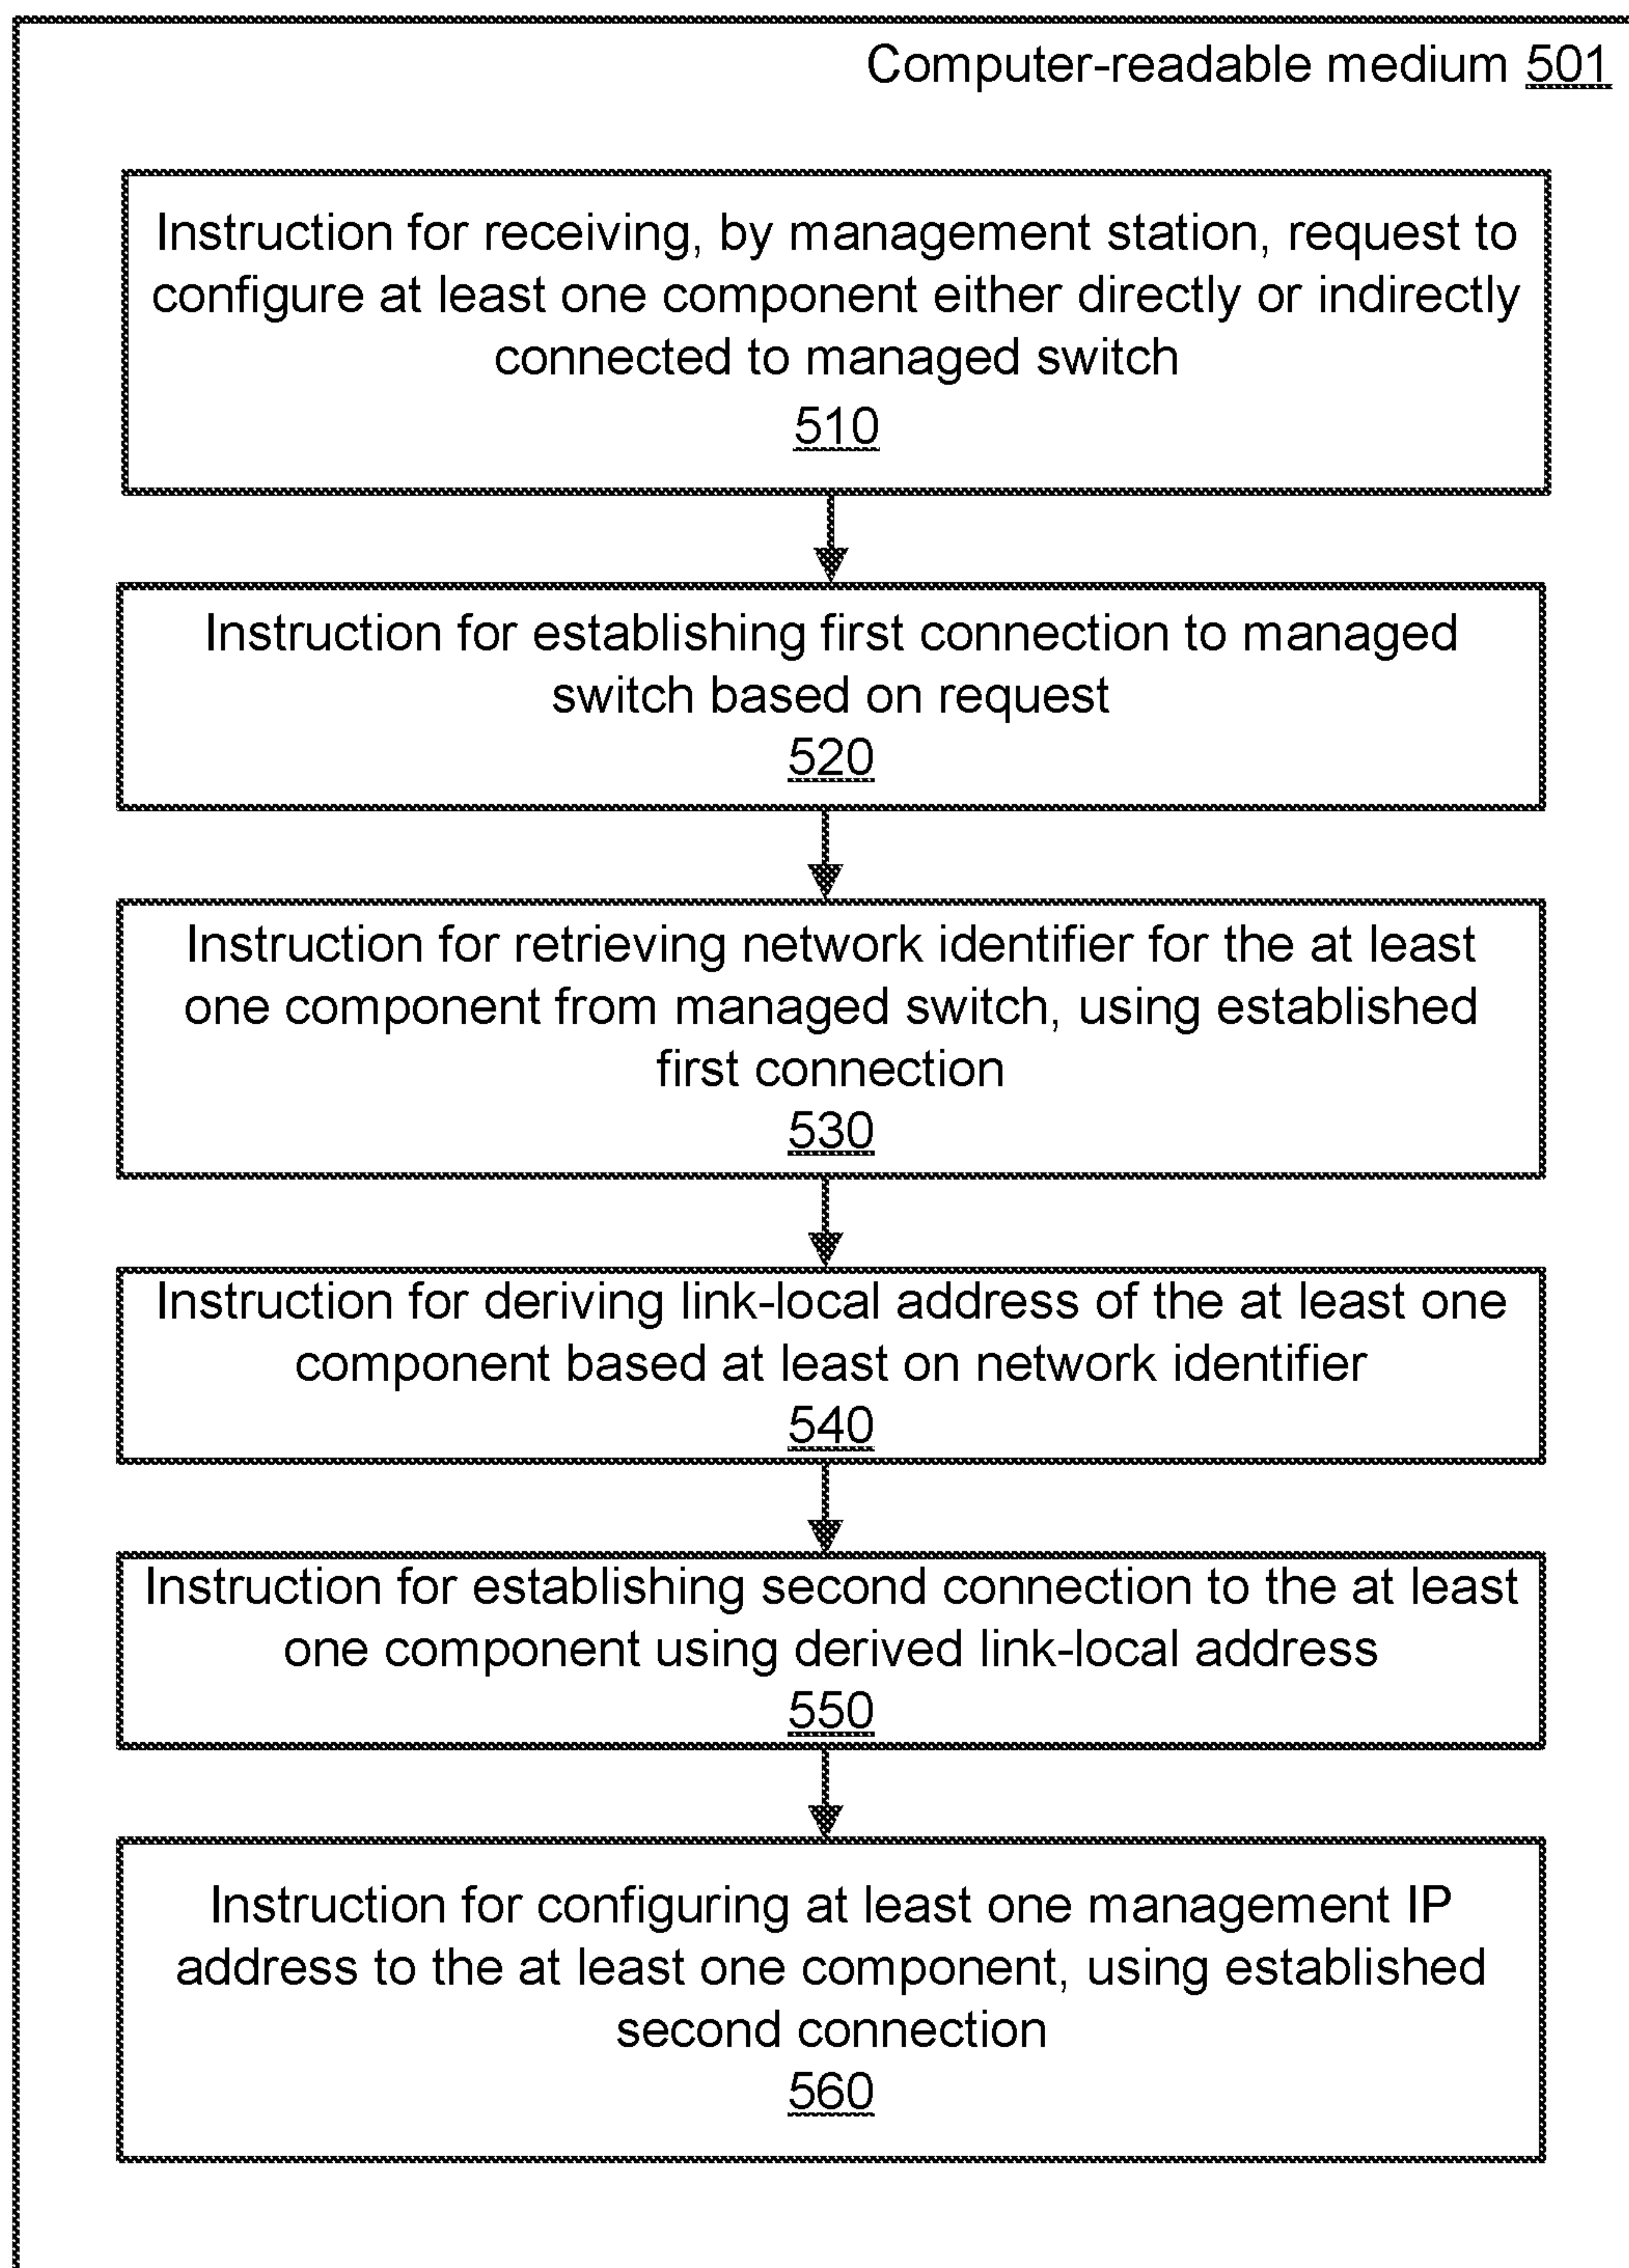 Computer-readable medium 501
Instruction for receiving, by management station, request to
configure at least one component either directly or indirectly
connected to managed switch
510
Instruction for establishing first connection to managed
switch based on request
520
Instruction for retrieving network identifier for the at least
one component from managed switch, using established
first connection
530
Instruction for deriving link-local address of the at least one
component based at least on network identifier
540
Instruction for establishing second connection to the at least
one component using derived link-local address
550
Instruction for configuring at least one management IP
address to the at least one component, using established
second connection
560